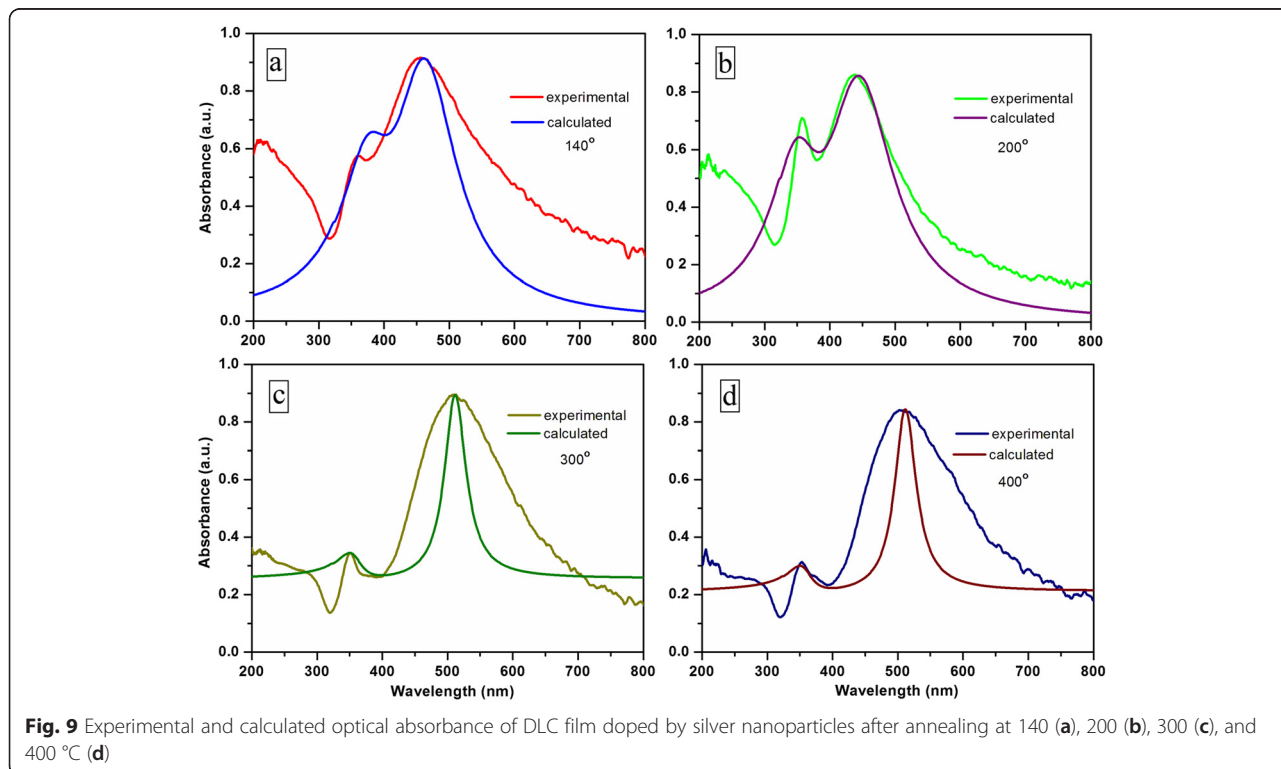 a
experimental
calculated
140°
Absorbance (a.u.)
1.0
0.8
0.6
0.4
0.2
0.0
200 300 400 500 600 700 800
b
experimental
calculated
200°
Absorbance (a.u.)
1.0
0.8
0.6
0.4
0.2
0.0
200 300 400 500 600 700 800
c
experimental
calculated
300°
Absorbance (a.u.)
1.0
0.8
0.6
0.4
0.2
0.0
200 300 400 500 600 700 800
Wavelength (nm)
d
experimental
calculated
400°
1.0
0.8
0.6
0.4
0.2
0.0
200 300 400 500 600 700 800
Wavelength (nm)
Fig. 9 Experimental and calculated optical absorbance of DLC film doped by silver nanoparticles after annealing at 140 (a), 200 (b), 300 (c), and
400 °C (d)